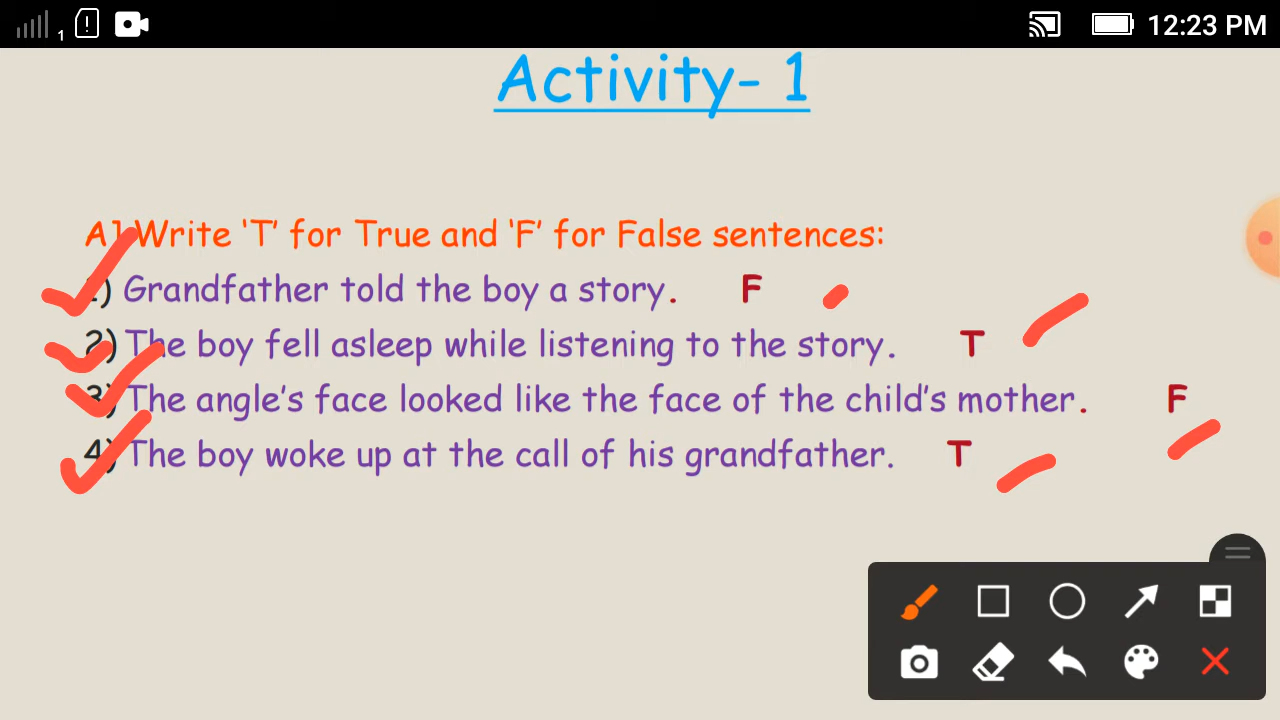 1 12:23 PM
Activity- 1
A] Write ‘T’ for True and ‘F’ for False sentences:
1) Grandfather told the boy a story. F
2) The boy fell asleep while listening to the story. T
3) The angle’s face looked like the face of the child’s mother. F
4) The boy woke up at the call of his grandfather. T